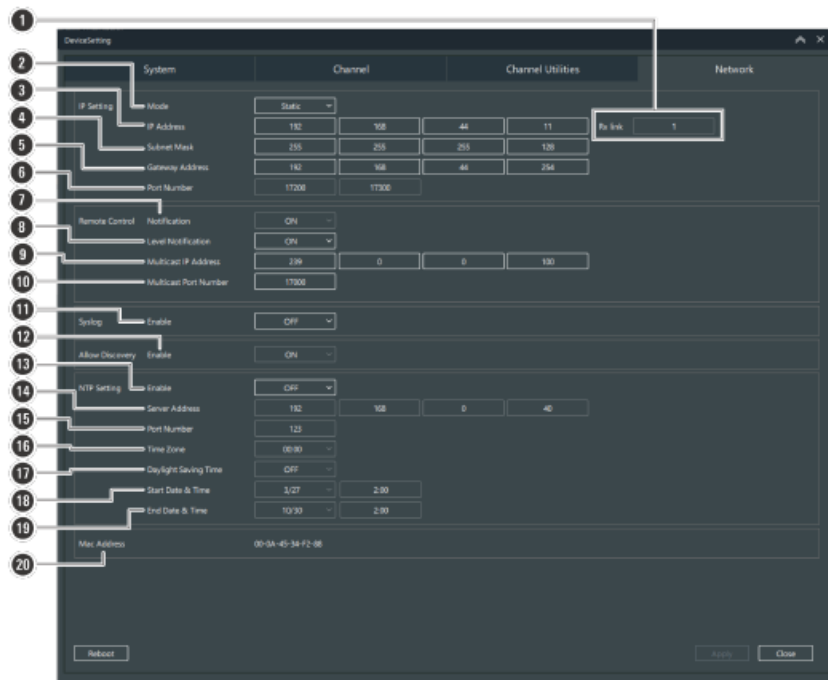 1
DeviceSetting
System Channel Channel Utilities Network
2 IP Setting Mode Static
3 IP Address 192 168 44 11 Rx link 1
4 Subnet Mask 255 255 255 128
5 Gateway Address 192 168 44 254
6 Port Number 17200 17300
7 Remote Control Notification ON
8 Level Notification ON
9 Multicast IP Address 239 0 0 100
10 Multicast Port Number 17000
11 Syslog Enable OFF
12 Allow Discovery Enable ON
13 NTP Setting Enable OFF
14 Server Address 192 168 0 40
15 Port Number 123
16 Time Zone 00:00
17 Daylight Saving Time OFF
18 Start Date & Time 3/27 2:00
19 End Date & Time 10/30 2:00
20 Mac Address 00-0A-45-34-F2-88
Reboot Apply Close